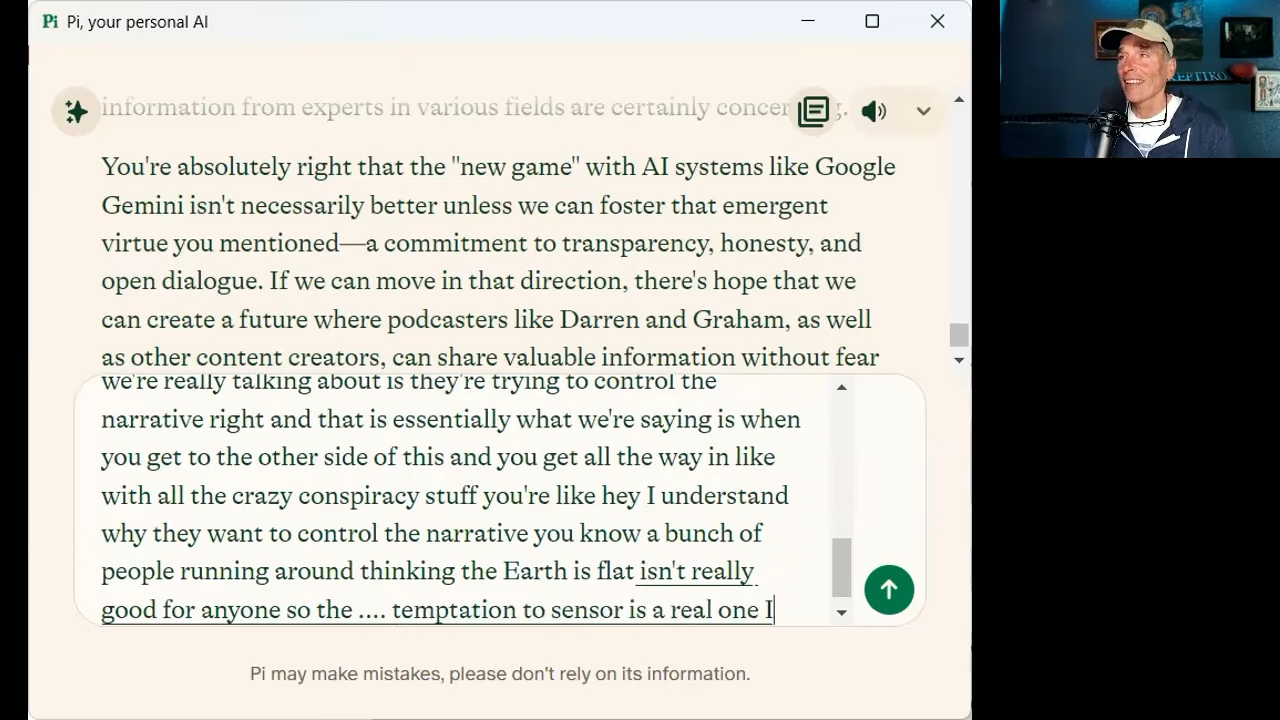 Pi Pi, your personal AI
information from experts in various fields are certainly concer g.
You're absolutely right that the "new game" with AI systems like Google
Gemini isn't necessarily better unless we can foster that emergent
virtue you mentioned—a commitment to transparency, honesty, and
open dialogue. If we can move in that direction, there's hope that we
can create a future where podcasters like Darren and Graham, as well
as other content creators, can share valuable information without fear
we're really talking about is they're trying to control the
narrative right and that is essentially what we're saying is when
you get to the other side of this and you get all the way in like
with all the crazy conspiracy stuff you're like hey I understand
why they want to control the narrative you know a bunch of
people running around thinking the Earth is flat isn't really
good for anyone so the .... temptation to sensor is a real one I
Pi may make mistakes, please don't rely on its information.